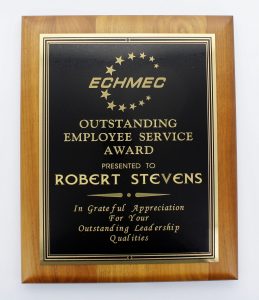 ECHMEC
OUTSTANDING
EMPLOYEE SERVICE
AWARD
PRESENTED TO
ROBERT STEVENS
In Grateful Appreciation
For Your
Outstanding Leadership
Qualities